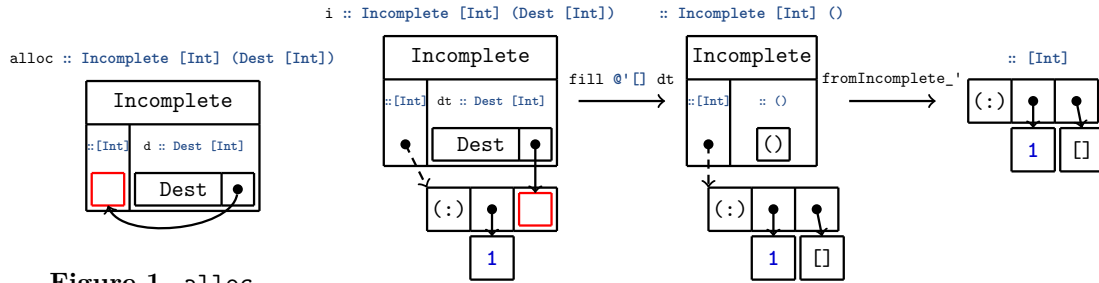 i :: Incomplete [Int] (Dest [Int])
:: Incomplete [Int] ()
alloc :: Incomplete [Int] (Dest [Int])
:: [Int]
Incomplete
Incomplete
Incomplete
fill @'[] dt
fromIncomplete_'
::[Int] d :: Dest [Int]
::[Int] dt :: Dest [Int]
::[Int] :: ()
Dest
Dest
()
(:)
1 []
(:)
1
(:)
1 []
Figure 1. alloc